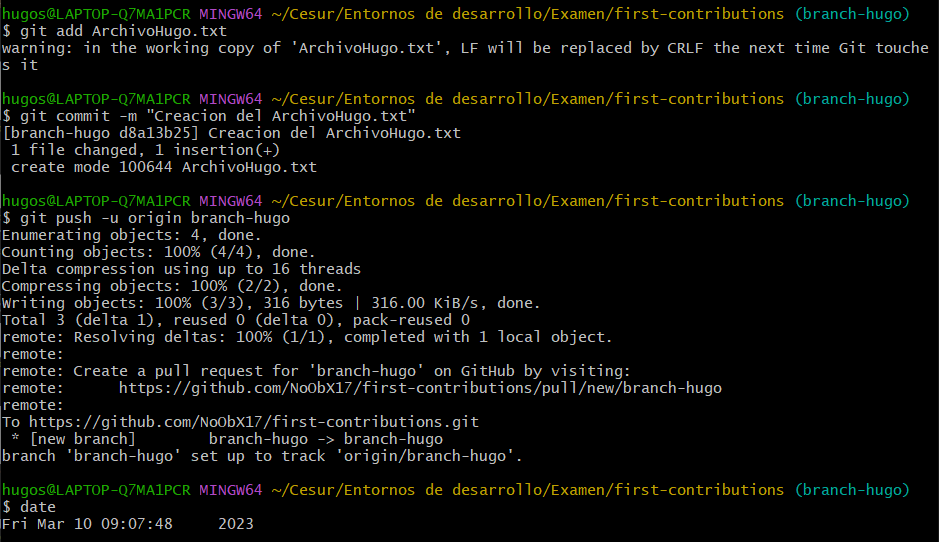 hugos@LAPTOP-Q7MA1PCR MINGW64 ~/Cesur/Entornos de desarrollo/Examen/first-contributions (branch-hugo)
$ git add ArchivoHugo.txt
warning: in the working copy of 'ArchivoHugo.txt', LF will be replaced by CRLF the next time Git touche
s it

hugos@LAPTOP-Q7MA1PCR MINGW64 ~/Cesur/Entornos de desarrollo/Examen/first-contributions (branch-hugo)
$ git commit -m "Creacion del ArchivoHugo.txt"
[branch-hugo d8a13b25] Creacion del ArchivoHugo.txt
 1 file changed, 1 insertion(+)
 create mode 100644 ArchivoHugo.txt

hugos@LAPTOP-Q7MA1PCR MINGW64 ~/Cesur/Entornos de desarrollo/Examen/first-contributions (branch-hugo)
$ git push -u origin branch-hugo
Enumerating objects: 4, done.
Counting objects: 100% (4/4), done.
Delta compression using up to 16 threads
Compressing objects: 100% (2/2), done.
Writing objects: 100% (3/3), 316 bytes | 316.00 KiB/s, done.
Total 3 (delta 1), reused 0 (delta 0), pack-reused 0
remote: Resolving deltas: 100% (1/1), completed with 1 local object.
remote:
remote: Create a pull request for 'branch-hugo' on GitHub by visiting:
remote:      https://github.com/NoObX17/first-contributions/pull/new/branch-hugo
remote:
To https://github.com/NoObX17/first-contributions.git
 * [new branch]        branch-hugo -> branch-hugo
branch 'branch-hugo' set up to track 'origin/branch-hugo'.

hugos@LAPTOP-Q7MA1PCR MINGW64 ~/Cesur/Entornos de desarrollo/Examen/first-contributions (branch-hugo)
$ date
Fri Mar 10 09:07:48     2023